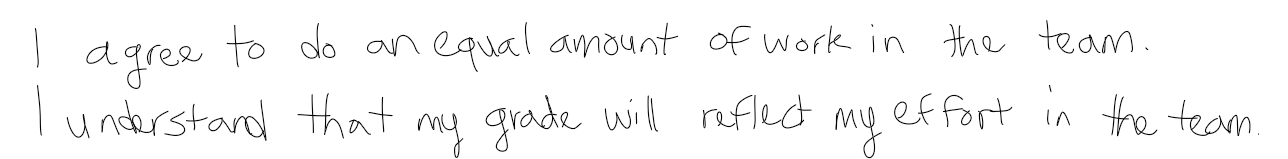 I agree to do an equal amount of work in the team.
I understand that my grade will reflect my effort in the team.